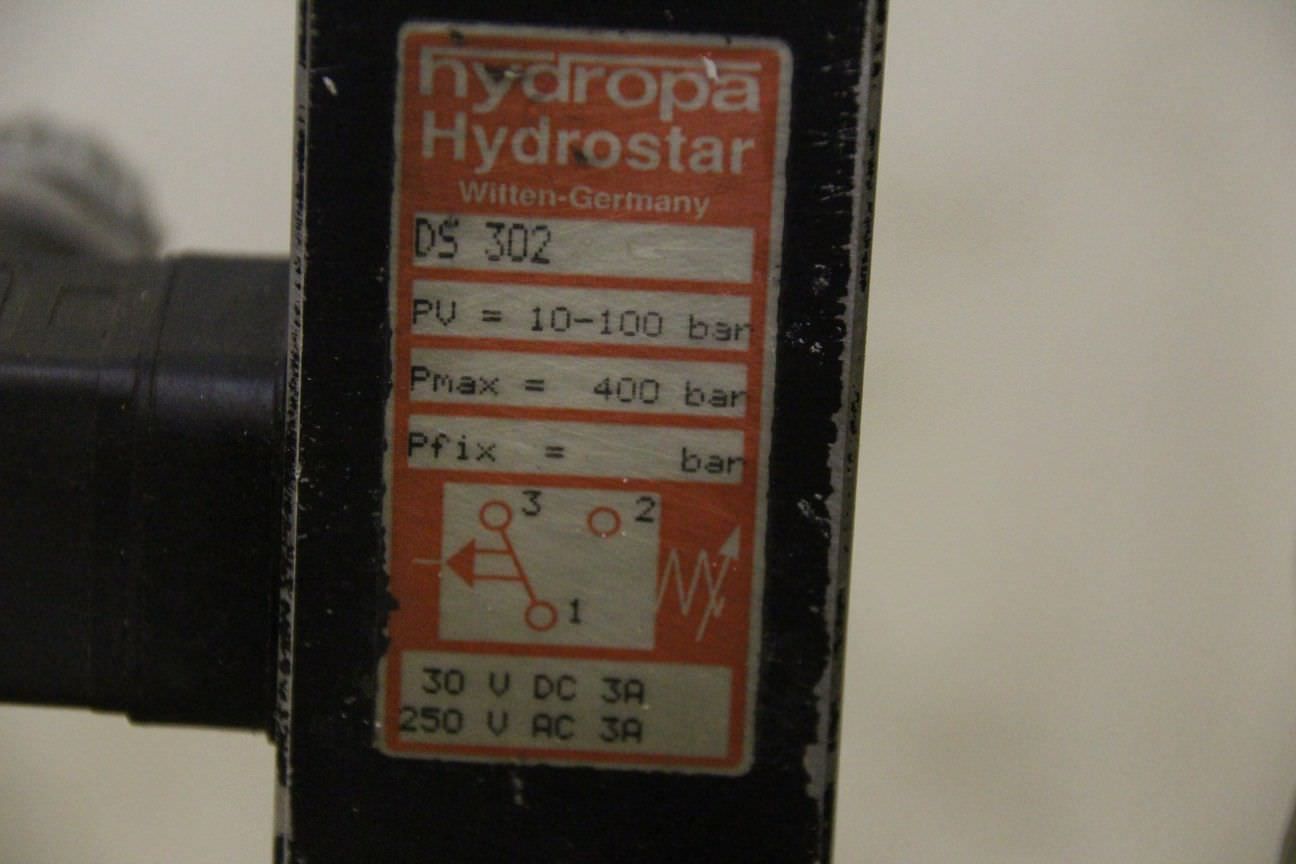 hydropa
Hydrostar
Witten-Germany
DS 302
PV = 10-100 bar
Pmax = 400 bar
Pfix = bar
3 2
1
30 V DC 3A
250 V AC 3A